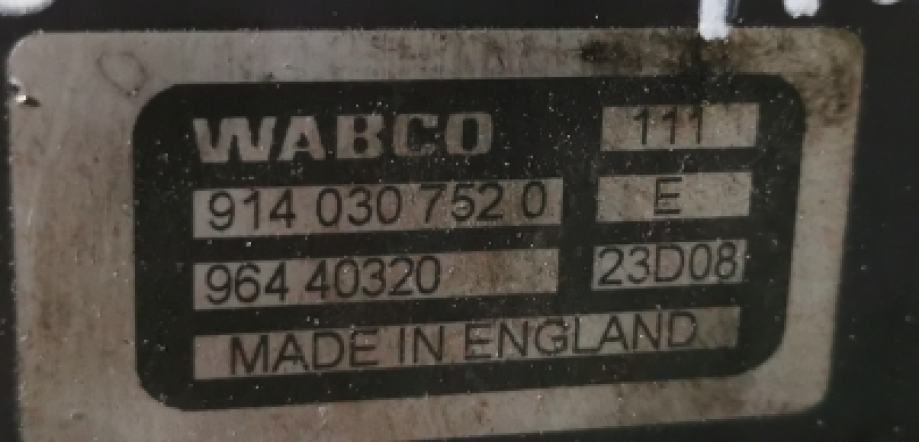 WABCO 111
914 030 752 0 E
964 40320 23D08
MADE IN ENGLAND